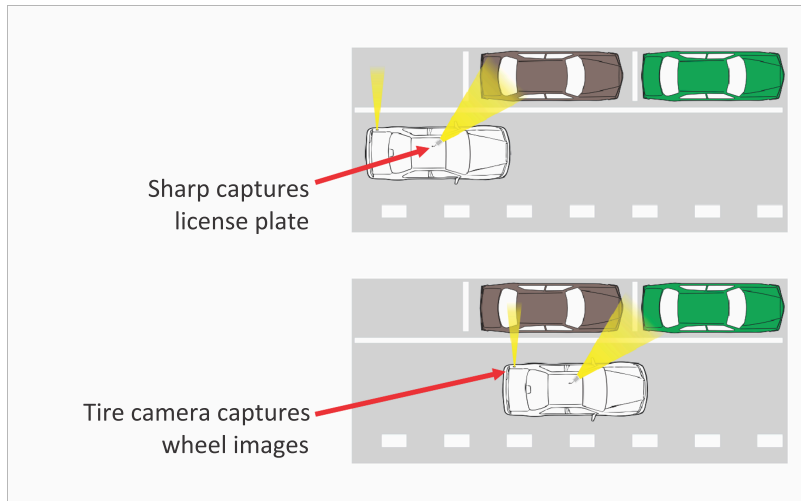 Sharp captures
license plate
Tire camera captures
wheel images